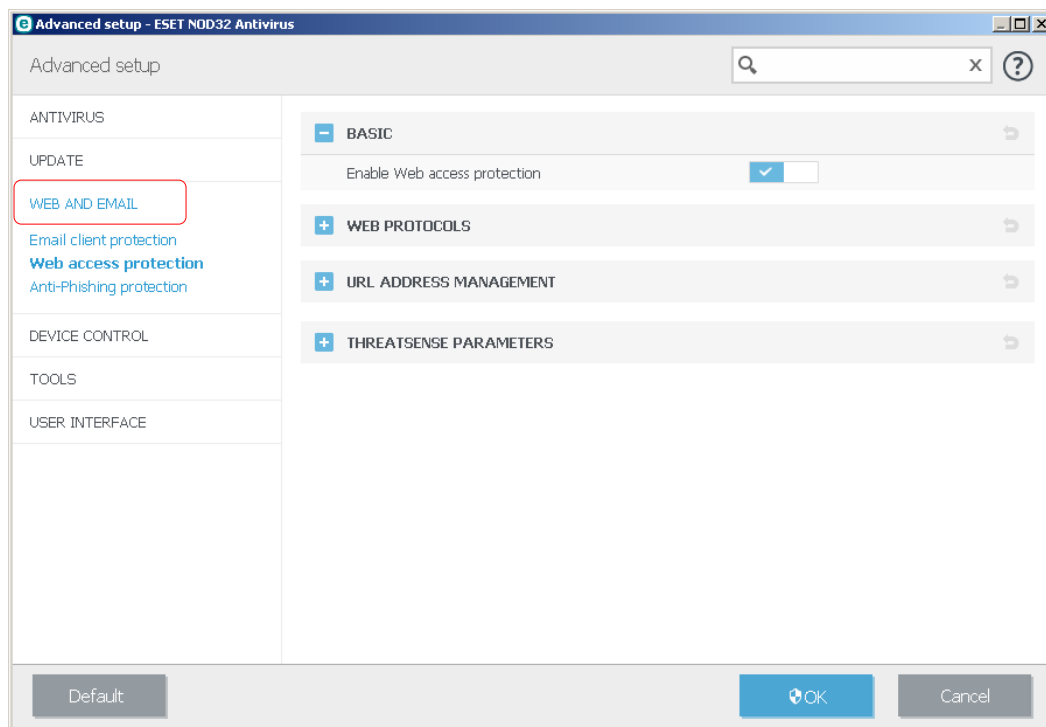 Advanced setup - ESET NOD32 Antivirus
Advanced setup
ANTIVIRUS
UPDATE
WEB AND EMAIL
Email client protection
Web access protection
Anti-Phishing protection
DEVICE CONTROL
TOOLS
USER INTERFACE
BASIC
Enable Web access protection
WEB PROTOCOLS
URL ADDRESS MANAGEMENT
THREATSENSE PARAMETERS
Default
OK
Cancel